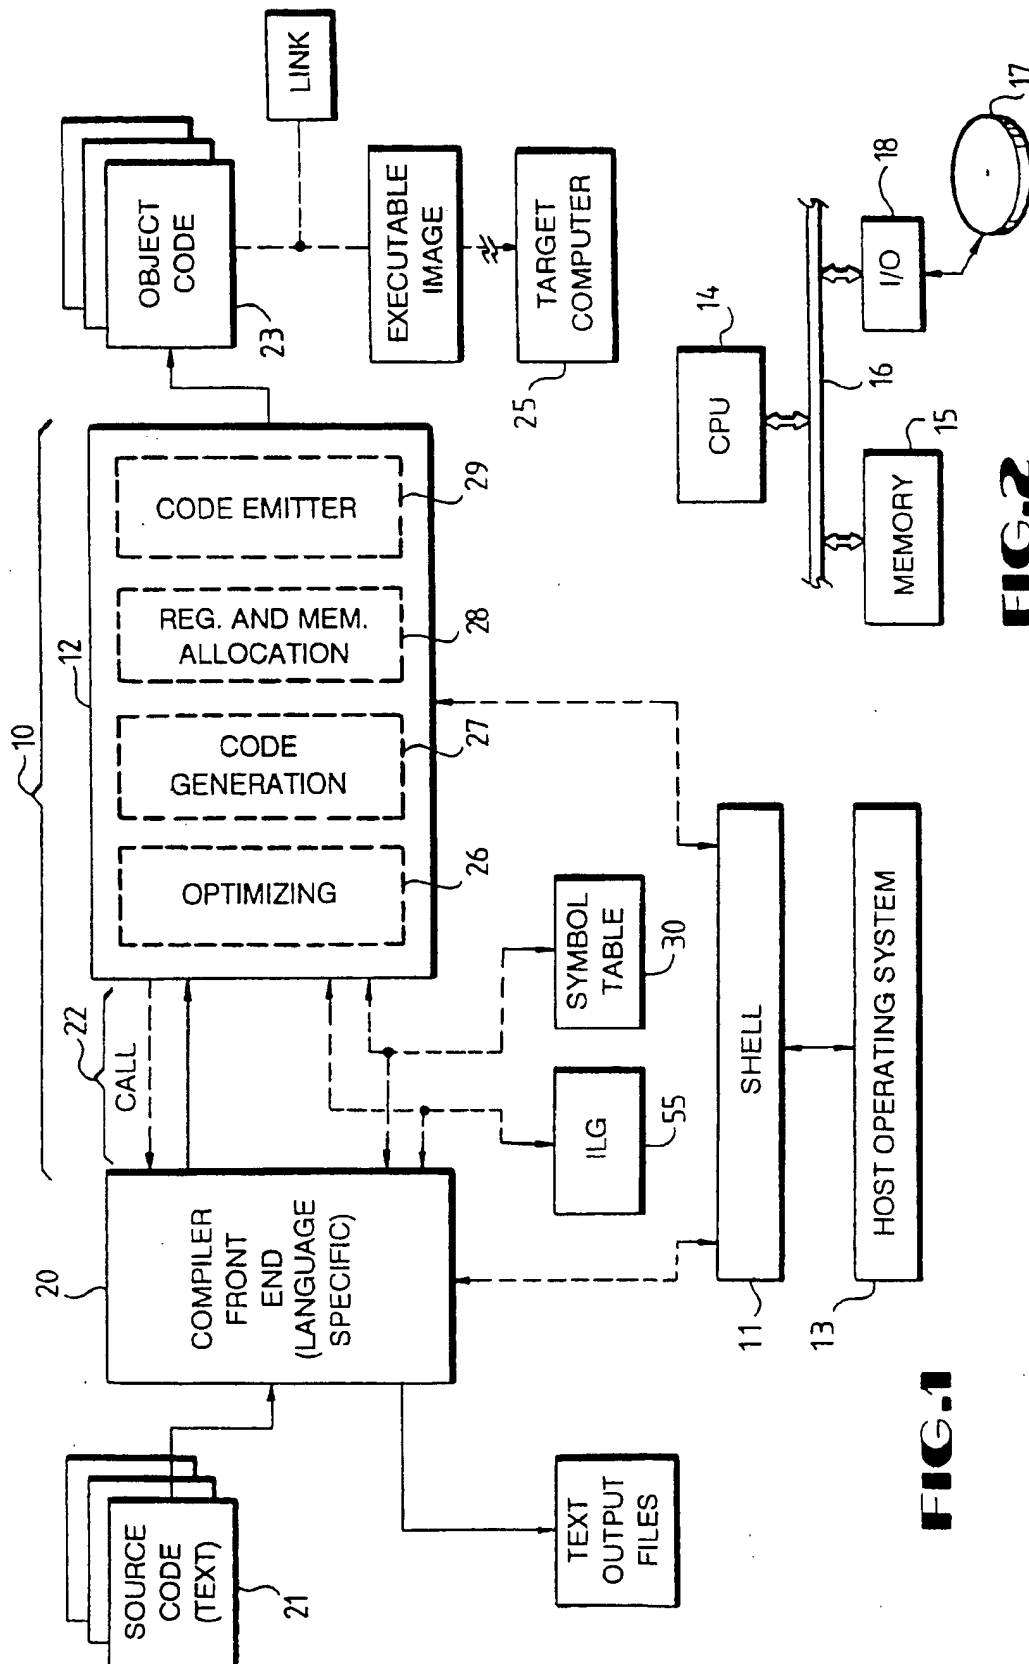 10
12
22
CALL
20
SOURCE
CODE
(TEXT)
21
COMPILER
FRONT
END
(LANGUAGE
SPECIFIC)
OPTIMIZING
26
CODE
GENERATION
27
REG. AND MEM.
ALLOCATION
28
CODE EMITTER
29
OBJECT
CODE
23
LINK
EXECUTABLE
IMAGE
TARGET
COMPUTER
25
TEXT
OUTPUT
FILES
ILG
55
SYMBOL
TABLE
30
SHELL
11
HOST OPERATING SYSTEM
13
FIG.1
CPU
14
16
MEMORY
15
I/O
18
17
FIG.2